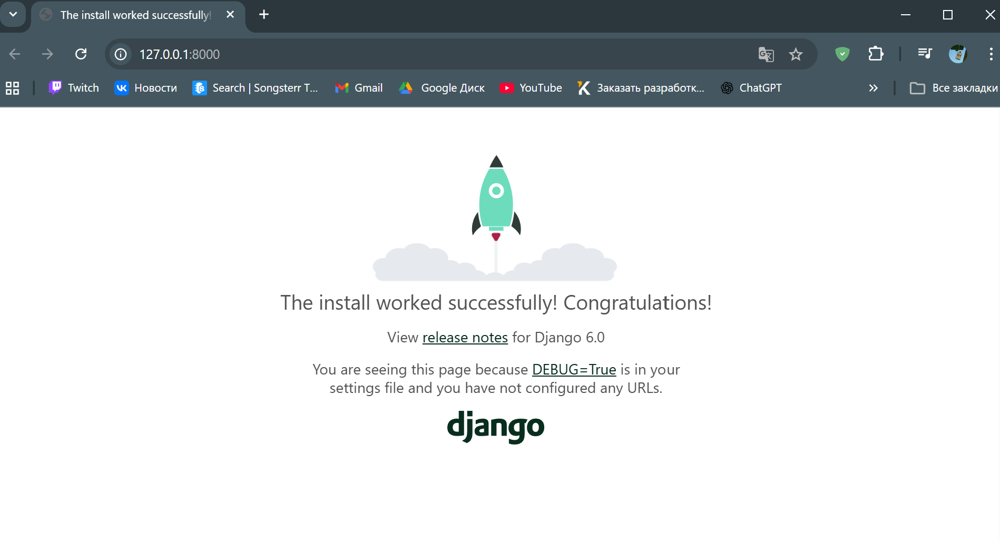 The install worked successfully!
127.0.0.1:8000
Twitch
Новости
Search | Songsterr T...
Gmail
Google Диск
YouTube
Заказать разработк...
ChatGPT
Все закладки
The install worked successfully! Congratulations!
View release notes for Django 6.0
You are seeing this page because DEBUG=True is in your
settings file and you have not configured any URLs.
django